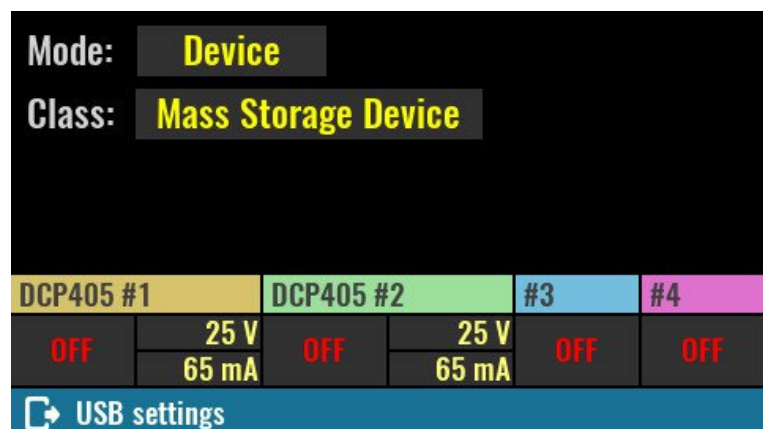 Mode: Device
Class: Mass Storage Device
DCP405 #1 DCP405 #2 #3 #4
OFF 25 V 65 mA OFF 25 V 65 mA OFF OFF
USB settings